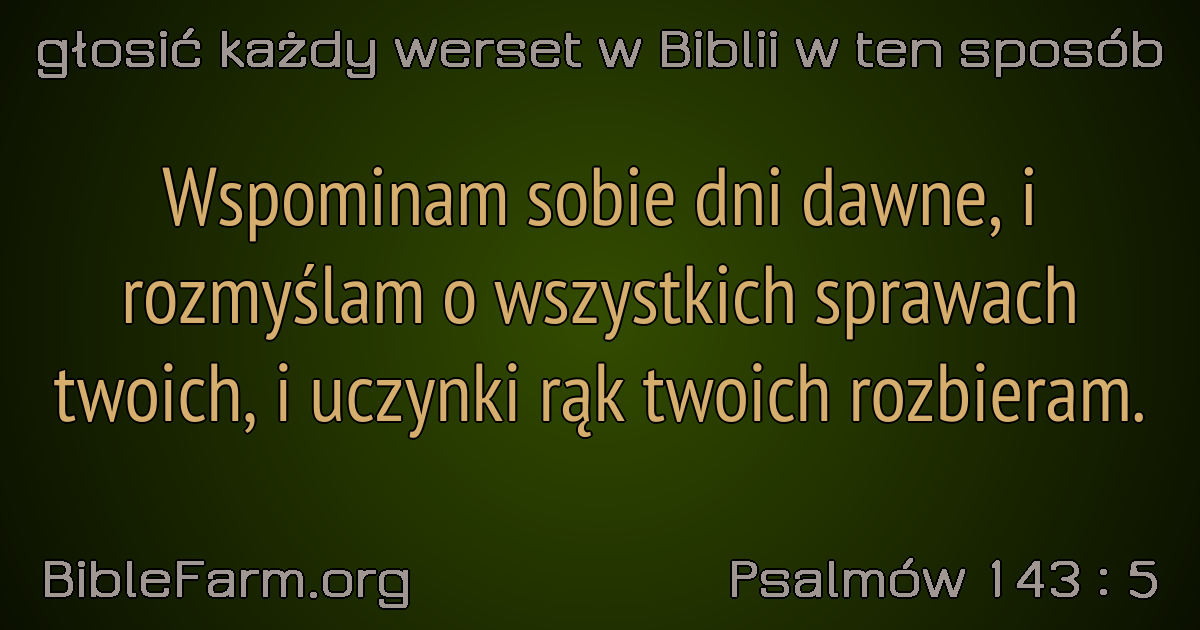 głosić każdy werset w Biblii w ten sposób
Wspominam sobie dni dawne, i
rozmyślam o wszystkich sprawach
twoich, i uczynki rąk twoich rozbieram.
BibleFarm.org
Psalmów 143 : 5